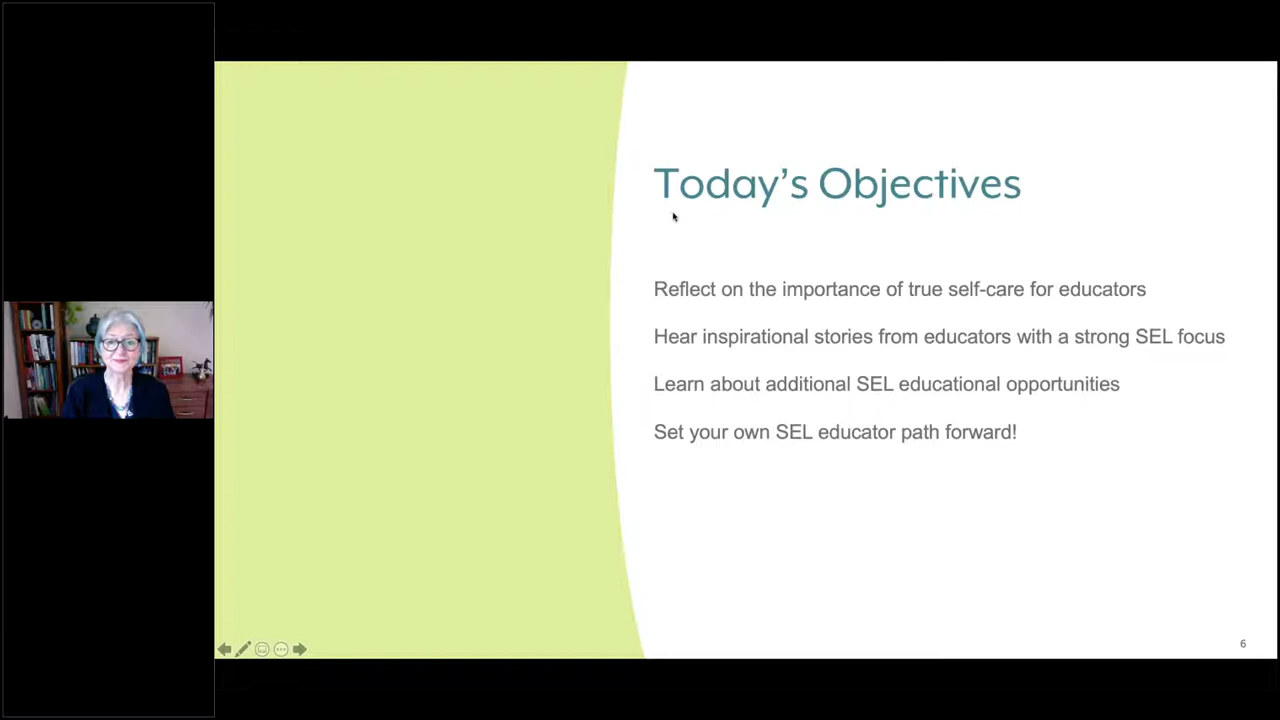 Today's Objectives
Reflect on the importance of true self-care for educators
Hear inspirational stories from educators with a strong SEL focus
Learn about additional SEL educational opportunities
Set your own SEL educator path forward!
6